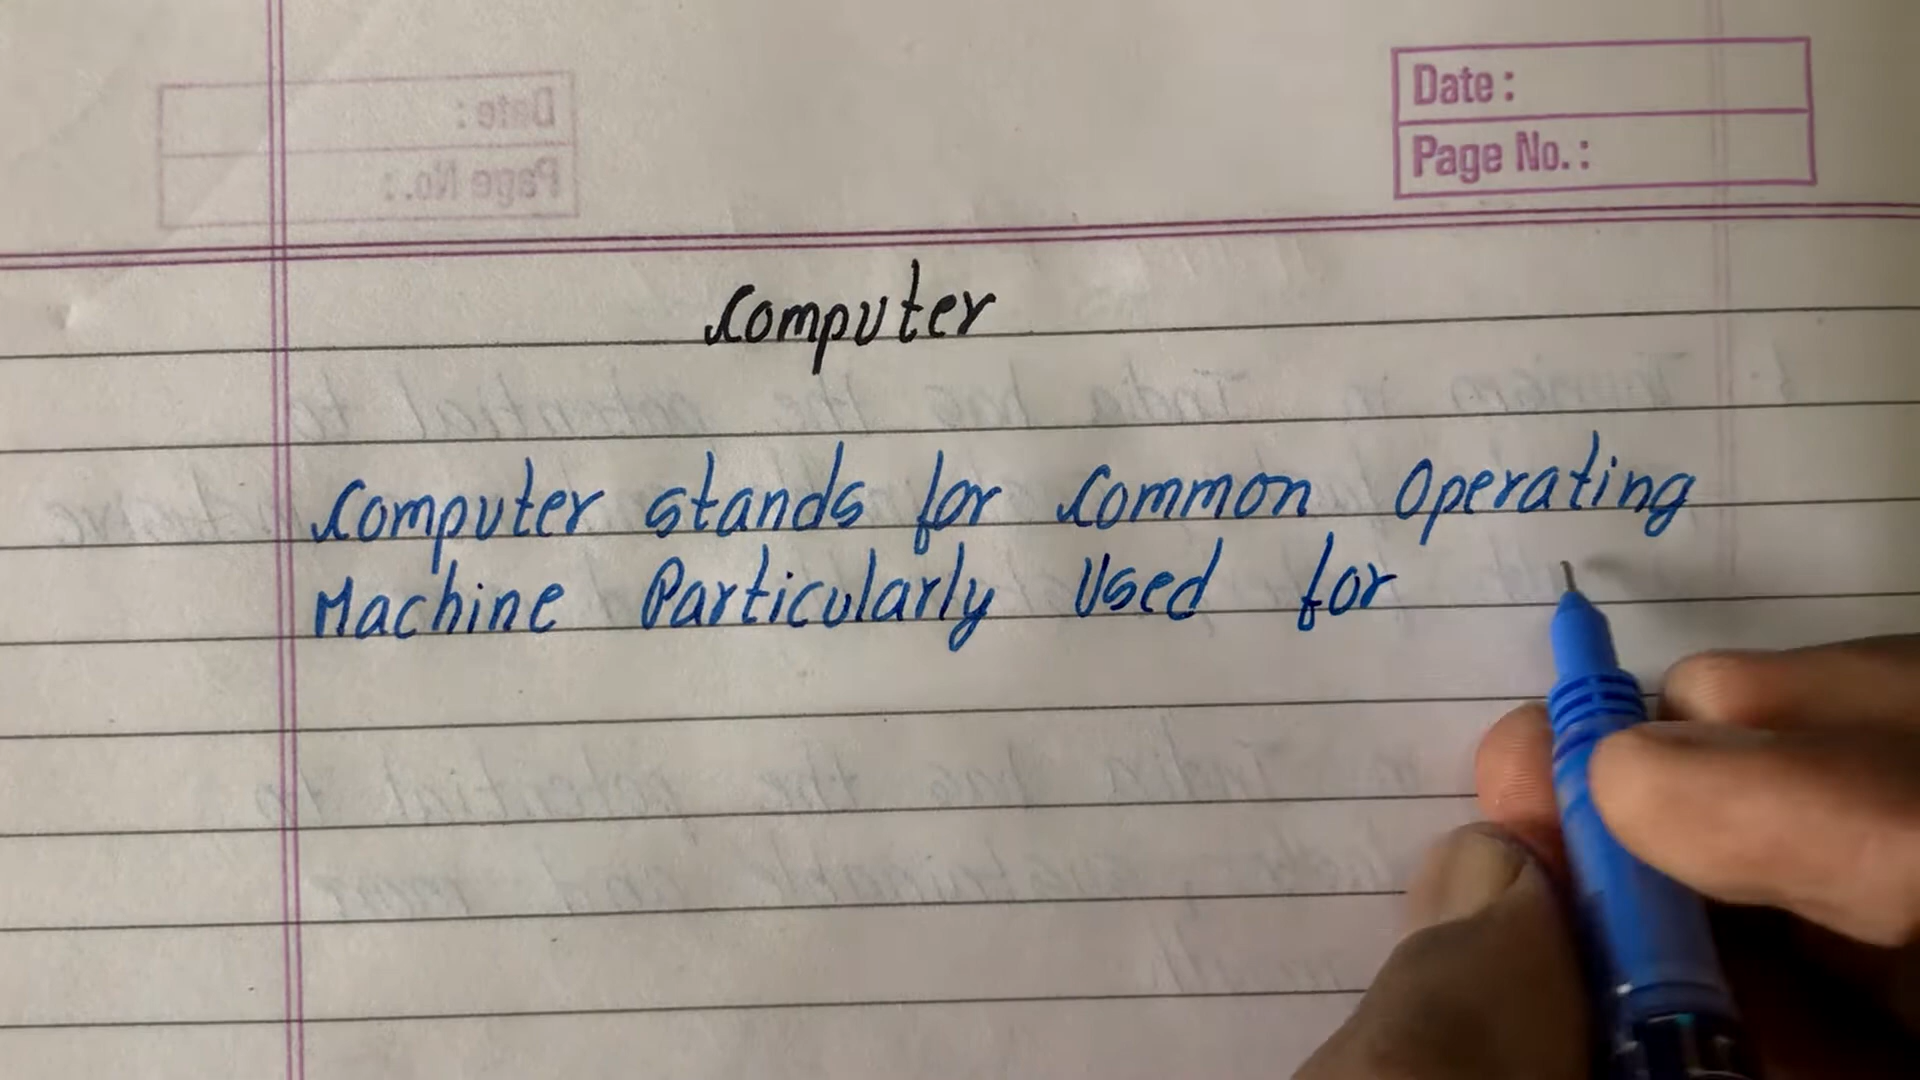 Date :
Page No. :
Computer
Computer stands for Common Operating
Machine Particularly Used for